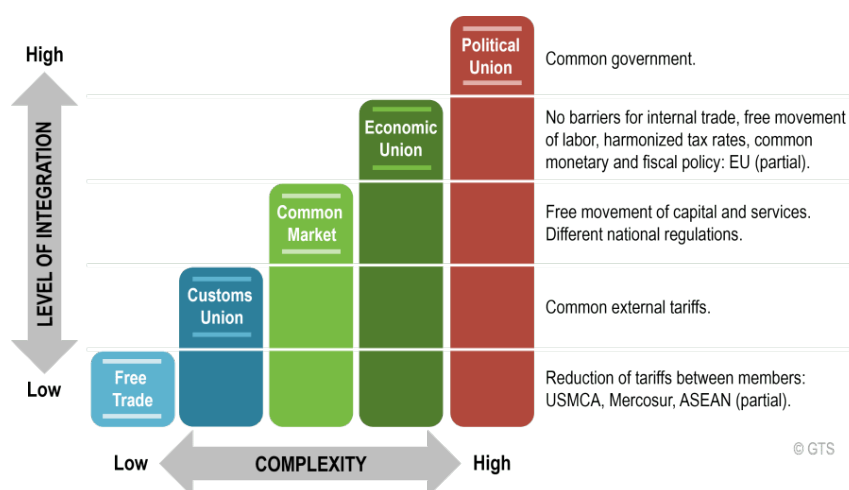 High
LEVEL OF INTEGRATION
Low
Political
Union
Common government.
Economic
Union
No barriers for internal trade, free movement
of labor, harmonized tax rates, common
monetary and fiscal policy: EU (partial).
Common
Market
Free movement of capital and services.
Different national regulations.
Customs
Union
Common external tariffs.
Free
Trade
Reduction of tariffs between members:
USMCA, Mercosur, ASEAN (partial).
Low
COMPLEXITY
High
© GTS